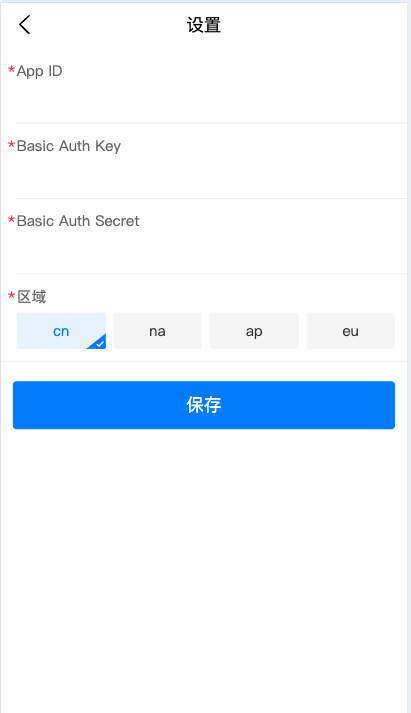 设置
*App ID
*Basic Auth Key
*Basic Auth Secret
*区域
cn na ap eu
保存